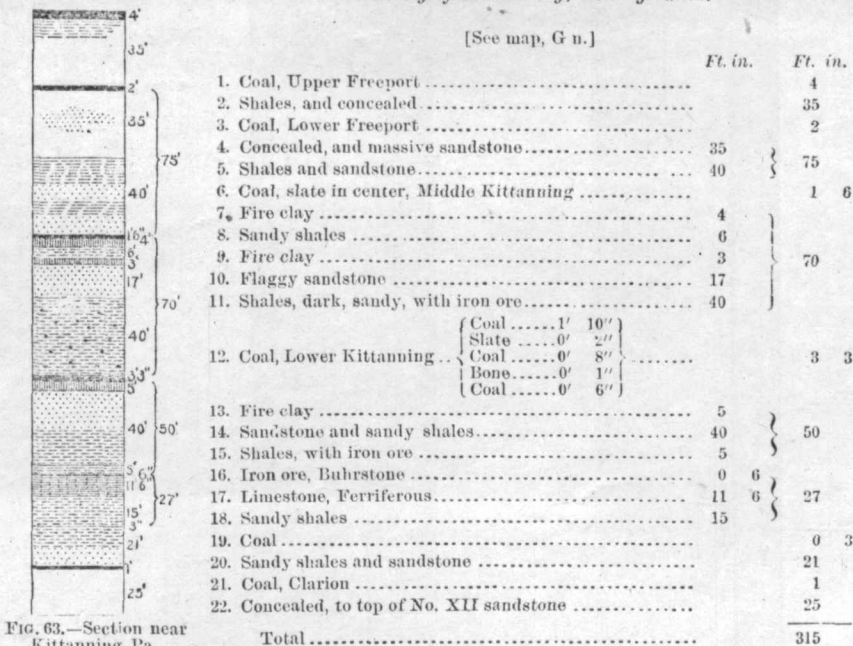 [See map, G n.]
Ft. in. Ft. in.
1. Coal, Upper Freeport 4
2. Shales, and concealed 35
3. Coal, Lower Freeport 2
4. Concealed, and massive sandstone 35
5. Shales and sandstone 40
75
6. Coal, slate in center, Middle Kittanning 1 6
7. Fire clay 4
8. Sandy shales 6
9. Fire clay 3
70
10. Flaggy sandstone 17
11. Shales, dark, sandy, with iron ore 40
Coal 1' 10"
Slate 0' 2"
12. Coal, Lower Kittanning Coal 0' 8" 3 3
Bone 0' 1"
Coal 0' 6"
13. Fire clay 5
14. Sandstone and sandy shales 40 50
15. Shales, with iron ore 5
16. Iron ore, Buhrstone 0 6
17. Limestone, Ferriferous 11 6 27
18. Sandy shales 15
19. Coal 0 3
20. Sandy shales and sandstone 21
21. Coal, Clarion 1
22. Concealed, to top of No. XII sandstone 25
Total 315
4'
35'
2'
35'
75'
40'
1'6"
4'
6'
3'
17'
70'
40'
3'3"
5'
40' 50'
5'
6"
11'6"
27'
15'
3"
21'
1'
25'
FIG. 63.—Section near
Kittanning, Pa.